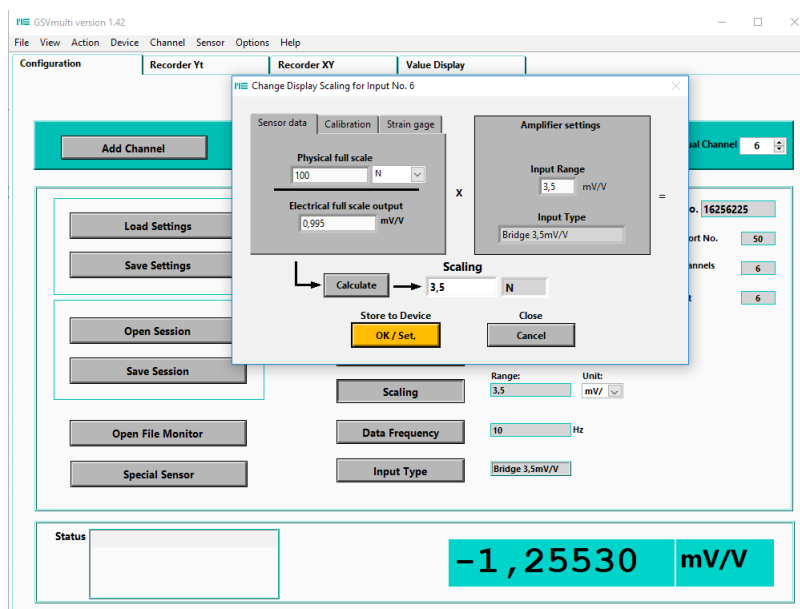 GSVmulti version 1.42
File View Action Device Channel Sensor Options Help
Configuration
Recorder Yt
Recorder XY
Value Display
Add Channel
Channel 6
Change Display Scaling for Input No. 6
Sensor data
Calibration
Strain gage
Physical full scale
100 N
Electrical full scale output
0,995 mV/V
X
Amplifier settings
Input Range
3,5 mV/V
Input Type
Bridge 3,5mV/V
=
Scaling
Calculate
3,5 N
Store to Device
OK / Set,
Close
Cancel
Load Settings
Save Settings
Open Session
Save Session
Open File Monitor
Special Sensor
16256225
No. 50
6
6
Scaling
Range:
3,5
Unit:
mV/
Data Frequency
10 Hz
Input Type
Bridge 3,5mV/V
Status
-1,25530 mV/V